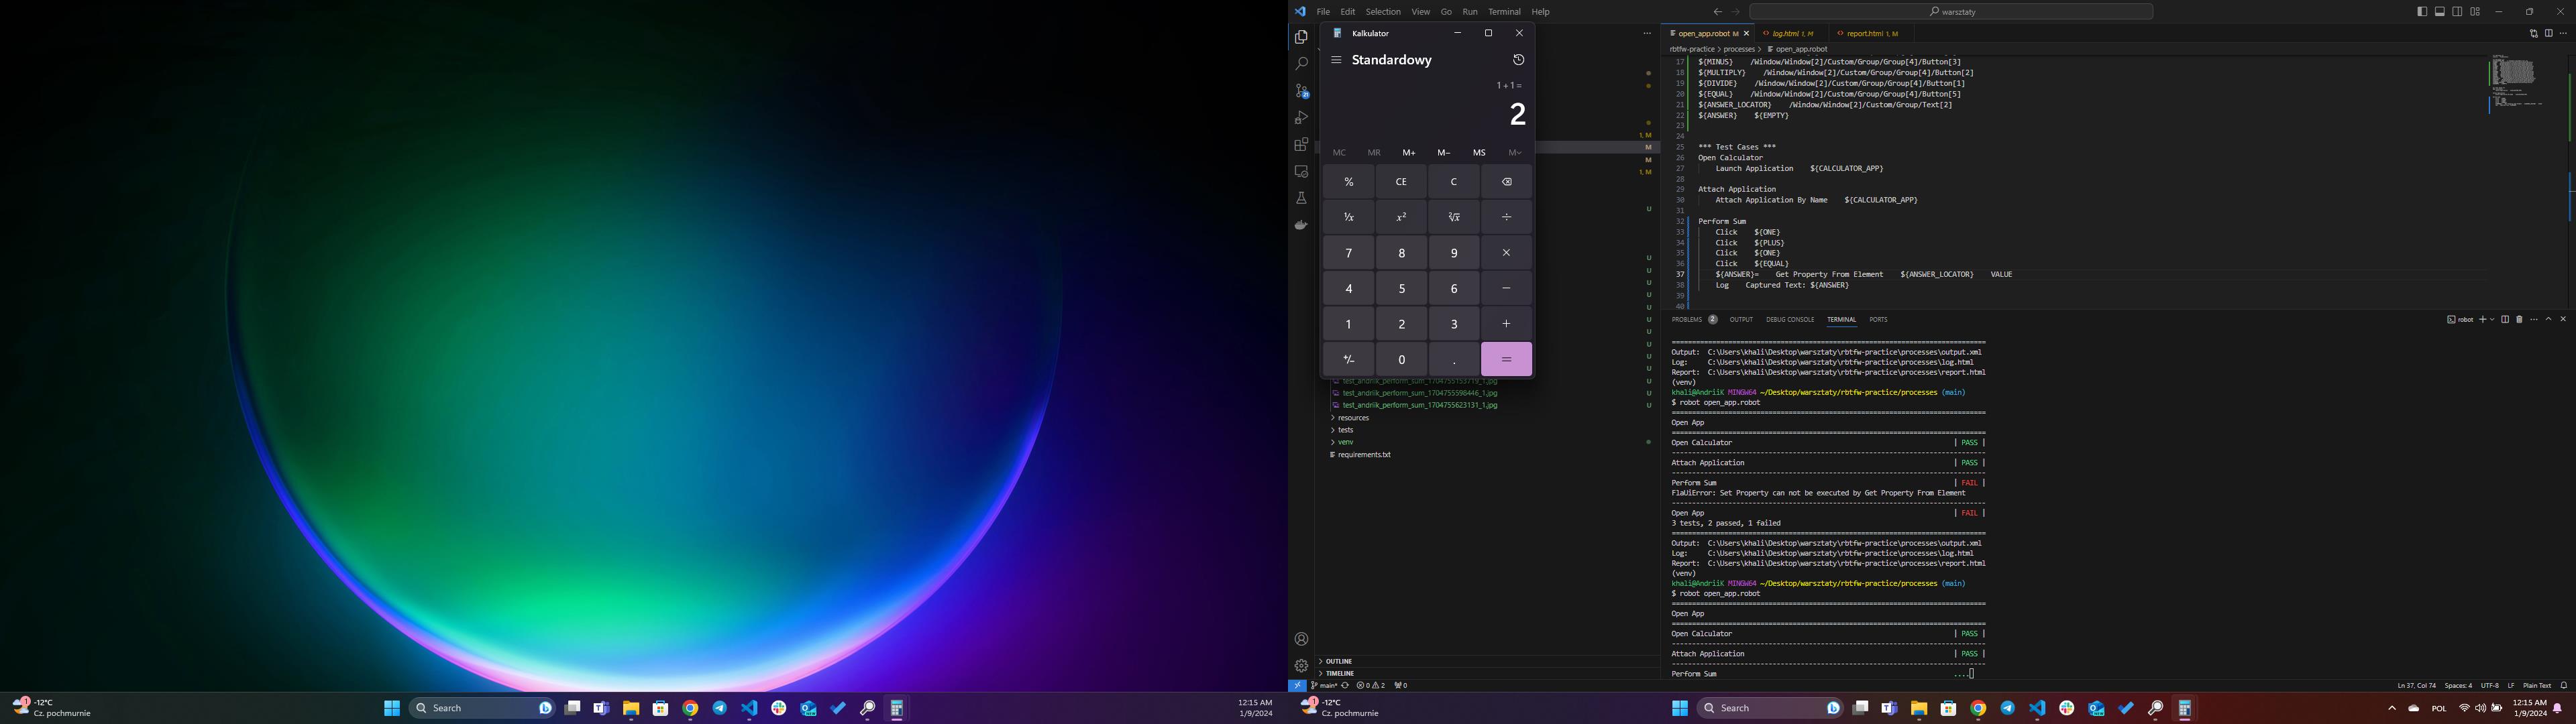 File Edit Selection View Go Run Terminal Help
warsztaty
Kalkulator
Standardowy
1 + 1 =
2
MC MR M+ M− MS M
% CE C
¹/x x² ²√x ÷
7 8 9 ×
4 5 6 −
1 2 3 +
+/− 0 . =
test_andriik_perform_sum_1704755153719_1.jpg
test_andriik_perform_sum_1704755598446_1.jpg
test_andriik_perform_sum_1704755623131_1.jpg
resources
tests
venv
requirements.txt
OUTLINE
TIMELINE
1, M
M
M
1, M
U
U
U
U
U
U
U
U
U
U
U
U
U
U
open_app.robot M log.html 1, M report.html 1, M
rbtfw-practice > processes > open_app.robot
17 ${MINUS} /Window/Window[2]/Custom/Group/Group[4]/Button[3]
18 ${MULTIPLY} /Window/Window[2]/Custom/Group/Group[4]/Button[2]
19 ${DIVIDE} /Window/Window[2]/Custom/Group/Group[4]/Button[1]
20 ${EQUAL} /Window/Window[2]/Custom/Group/Group[4]/Button[5]
21 ${ANSWER_LOCATOR} /Window/Window[2]/Custom/Group/Text[2]
22 ${ANSWER} ${EMPTY}
23
24
25 *** Test Cases ***
26 Open Calculator
27 Launch Application ${CALCULATOR_APP}
28
29 Attach Application
30 Attach Application By Name ${CALCULATOR_APP}
31
32 Perform Sum
33 Click ${ONE}
34 Click ${PLUS}
35 Click ${ONE}
36 Click ${EQUAL}
37 ${ANSWER}= Get Property From Element ${ANSWER_LOCATOR} VALUE
38 Log Captured Text: ${ANSWER}
39
40
PROBLEMS 2 OUTPUT DEBUG CONSOLE TERMINAL PORTS
robot
==============================================================================
Output: C:\Users\khali\Desktop\warsztaty\rbtfw-practice\processes\output.xml
Log: C:\Users\khali\Desktop\warsztaty\rbtfw-practice\processes\log.html
Report: C:\Users\khali\Desktop\warsztaty\rbtfw-practice\processes\report.html
(venv)
khali@AndriiK MINGW64 ~/Desktop/warsztaty/rbtfw-practice/processes (main)
$ robot open_app.robot
==============================================================================
Open App
==============================================================================
Open Calculator | PASS |
------------------------------------------------------------------------------
Attach Application | PASS |
------------------------------------------------------------------------------
Perform Sum | FAIL |
FlaUiError: Set Property can not be executed by Get Property From Element
------------------------------------------------------------------------------
Open App | FAIL |
3 tests, 2 passed, 1 failed
==============================================================================
Output: C:\Users\khali\Desktop\warsztaty\rbtfw-practice\processes\output.xml
Log: C:\Users\khali\Desktop\warsztaty\rbtfw-practice\processes\log.html
Report: C:\Users\khali\Desktop\warsztaty\rbtfw-practice\processes\report.html
(venv)
khali@AndriiK MINGW64 ~/Desktop/warsztaty/rbtfw-practice/processes (main)
$ robot open_app.robot
==============================================================================
Open App
==============================================================================
Open Calculator | PASS |
------------------------------------------------------------------------------
Attach Application | PASS |
------------------------------------------------------------------------------
Perform Sum ....
main* 0 2 0
Ln 37, Col 74 Spaces: 4 UTF-8 LF Plain Text
-12°C
Cz. pochmurnie
Search
12:15 AM
1/9/2024
-12°C
Cz. pochmurnie
Search
POL
12:15 AM
1/9/2024